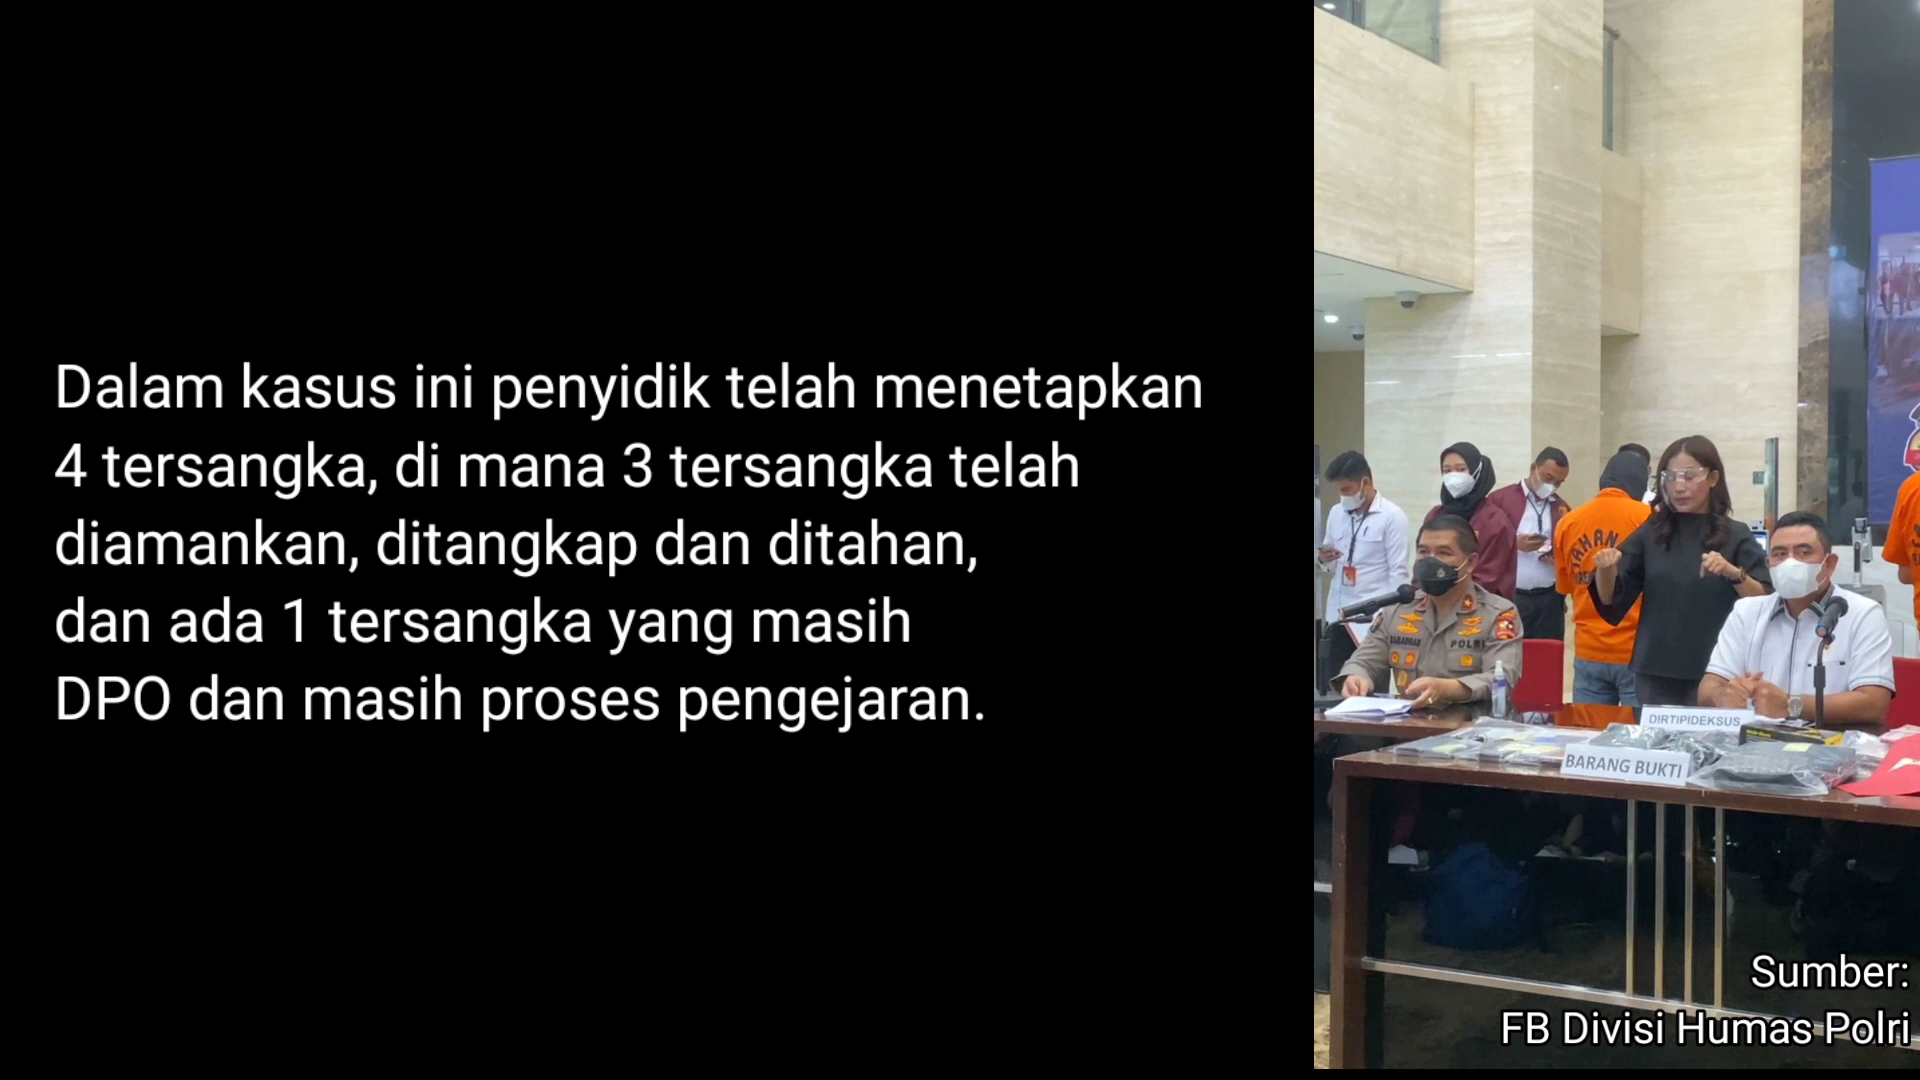 Dalam kasus ini penyidik telah menetapkan
4 tersangka, di mana 3 tersangka telah
diamankan, ditangkap dan ditahan,
dan ada 1 tersangka yang masih
DPO dan masih proses pengejaran.
POLRI
DIRTIPIDEKSUS
BARANG BUKTI
Sumber:
FB Divisi Humas Polri